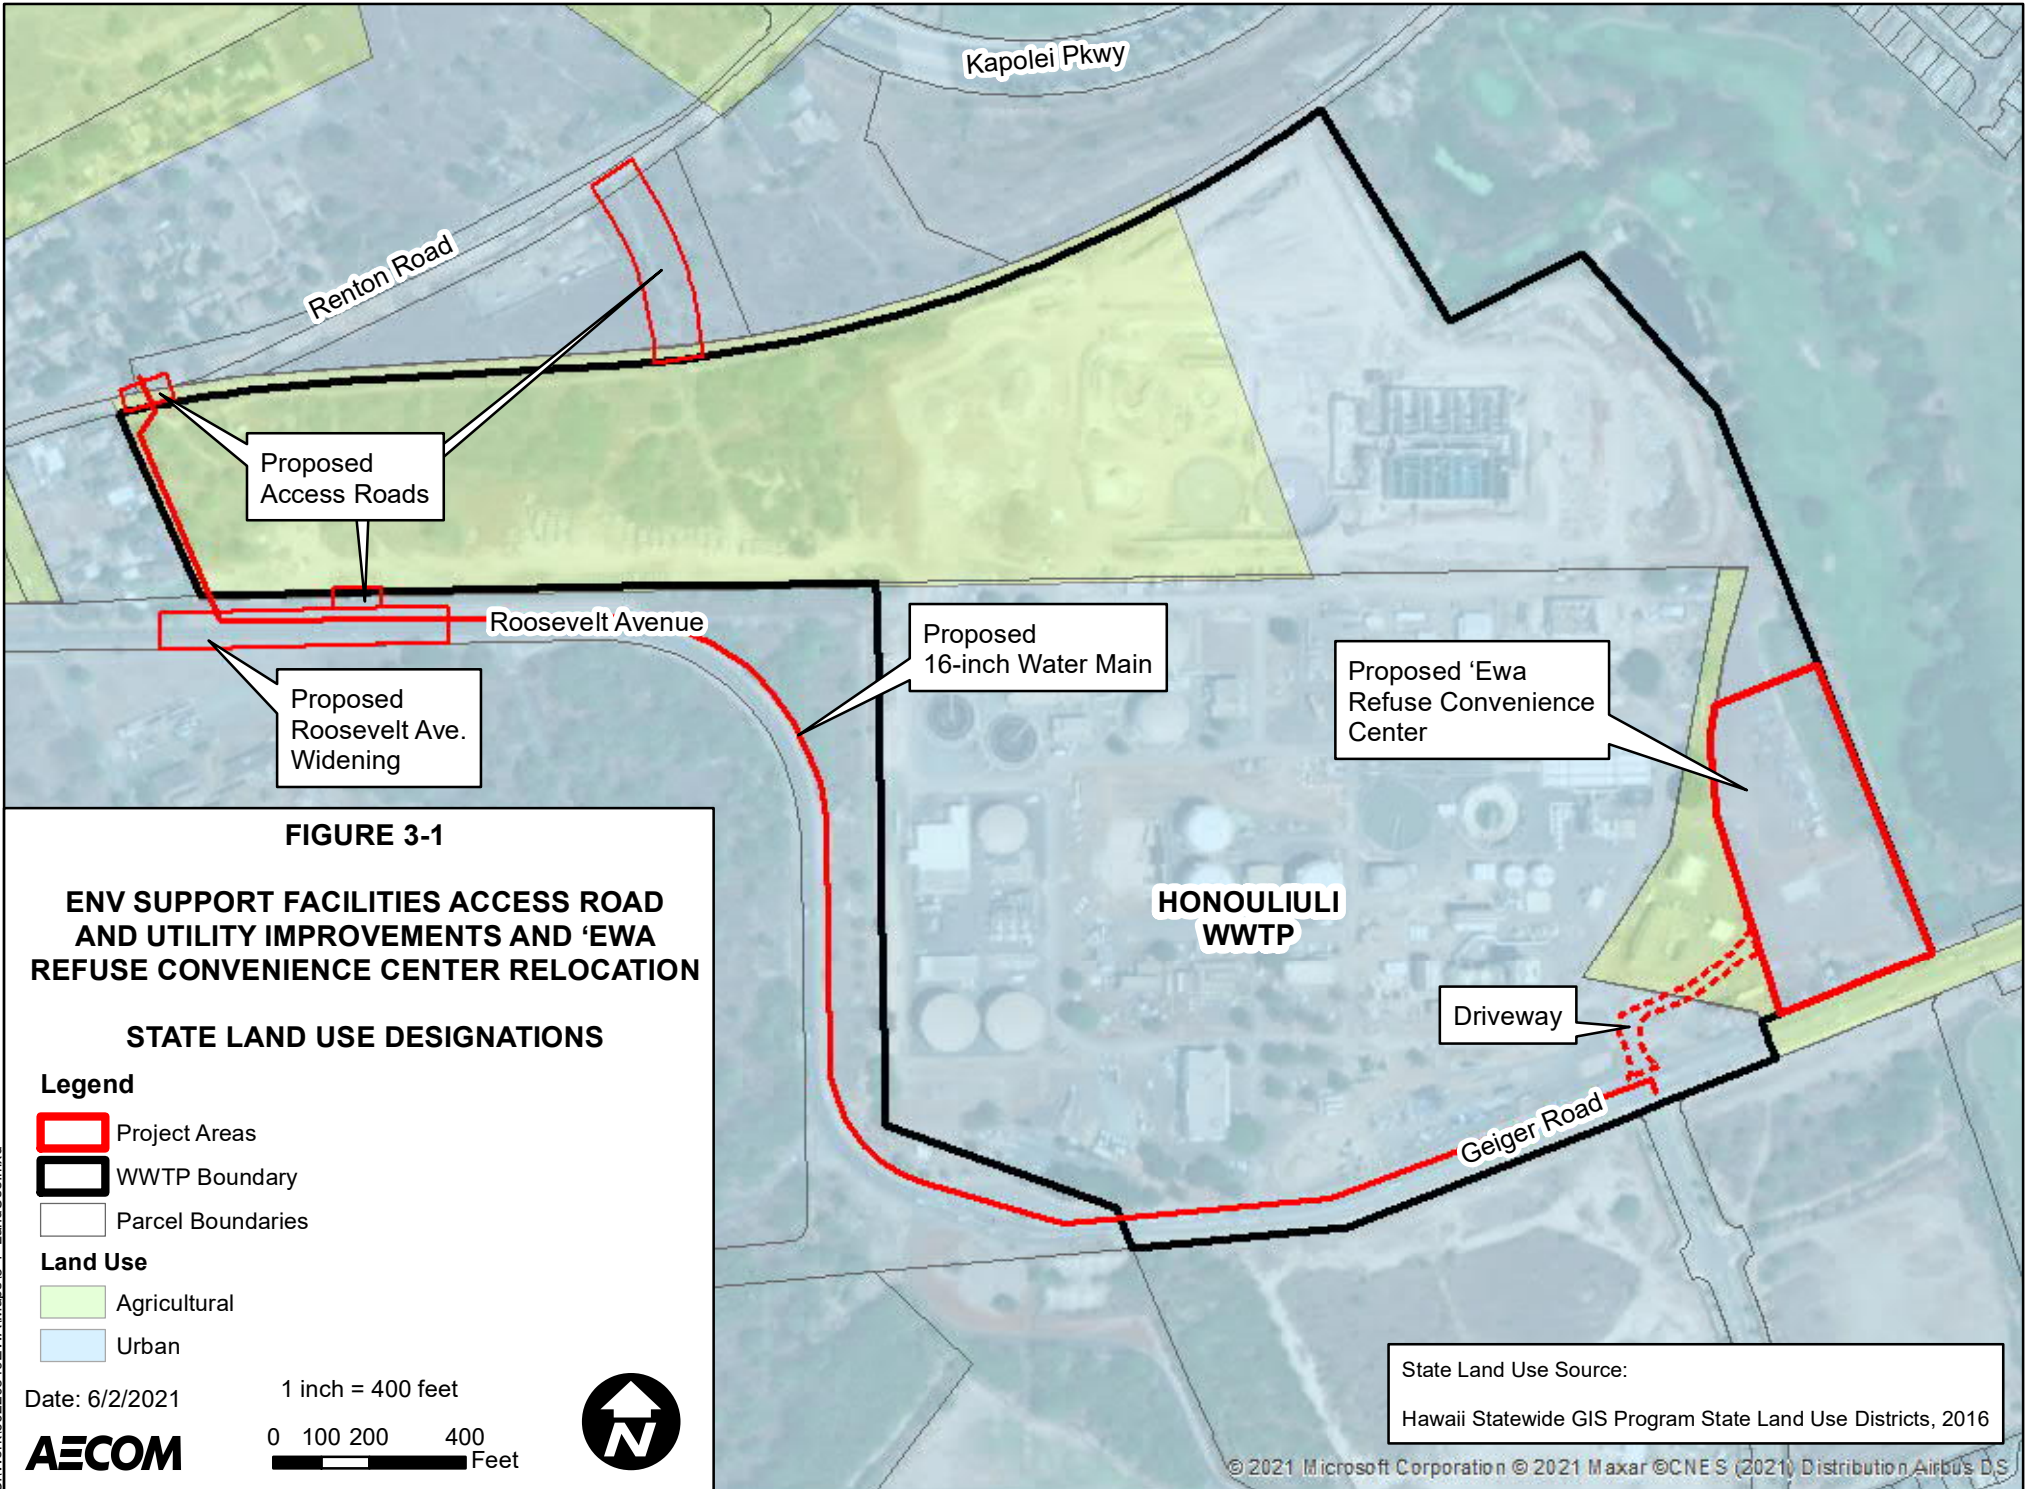 Kapolei Pkwy
Renton Road
Proposed
Access Roads
Roosevelt Avenue
Proposed
16-inch Water Main
Proposed
Roosevelt Ave.
Widening
Proposed ‘Ewa
Refuse Convenience
Center
HONOULIULI
WWTP
Driveway
Geiger Road
FIGURE 3-1
ENV SUPPORT FACILITIES ACCESS ROAD
AND UTILITY IMPROVEMENTS AND ‘EWA
REFUSE CONVENIENCE CENTER RELOCATION
STATE LAND USE DESIGNATIONS
Legend
Project Areas
WWTP Boundary
Parcel Boundaries
Land Use
Agricultural
Urban
Date: 6/2/2021
1 inch = 400 feet
0 100 200 400
Feet
AECOM
N
State Land Use Source:
Hawaii Statewide GIS Program State Land Use Districts, 2016
© 2021 Microsoft Corporation © 2021 Maxar ©CNES (2021) Distribution Airbus DS